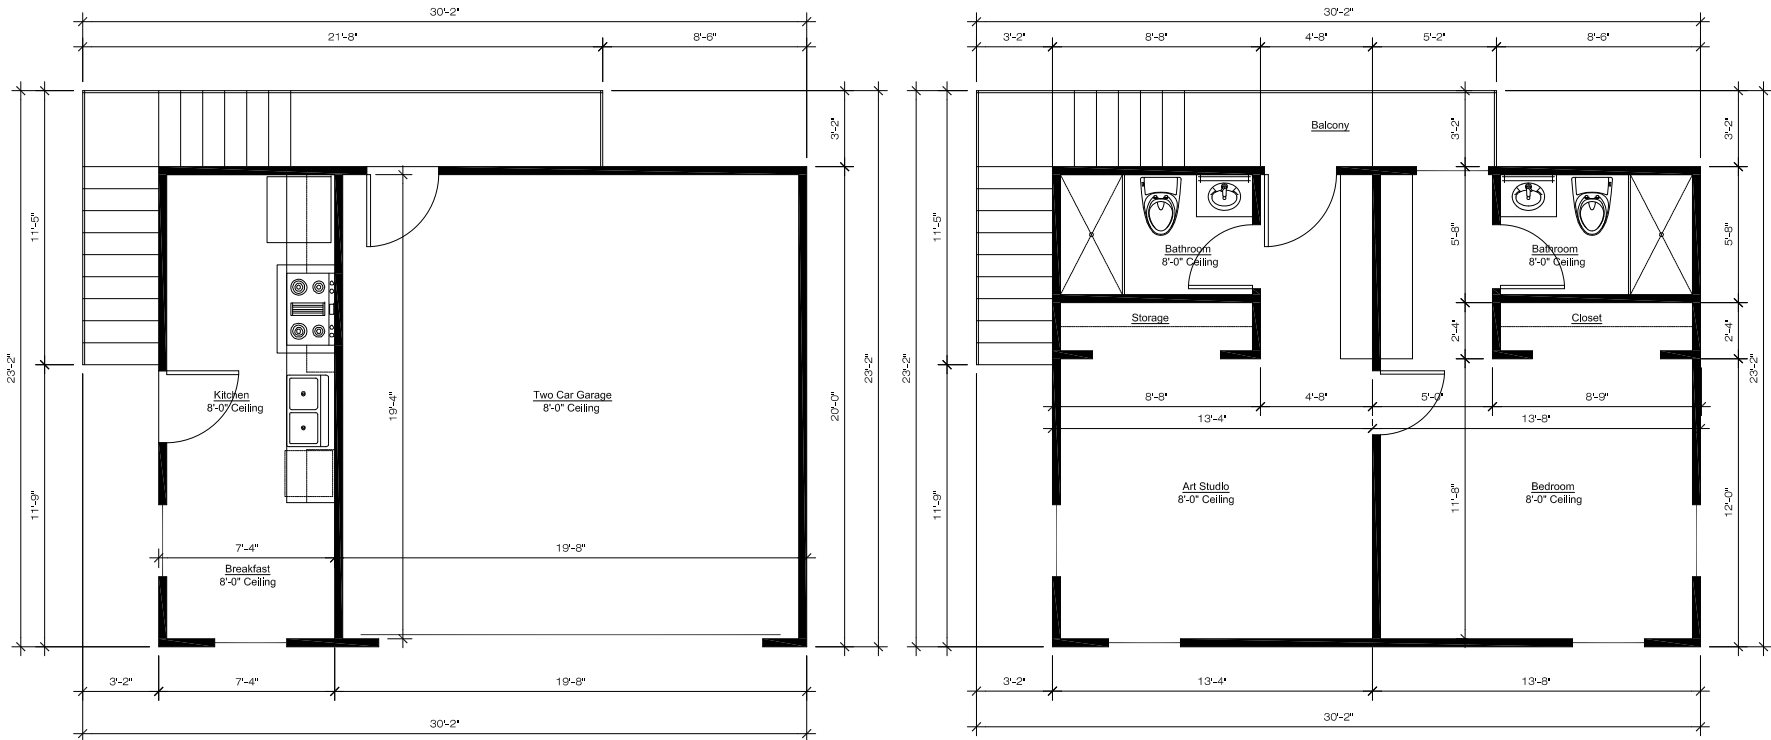 30'-2"
21'-8"
8'-6"
3'-2"
11'-5"
23'-2"
Kitchen
8'-0" Ceiling
19'-4"
Two Car Garage
8'-0" Ceiling
20'-0"
23'-2"
11'-9"
7'-4"
19'-8"
Breakfast
8'-0" Ceiling
3'-2"
7'-4"
19'-8"
30'-2"
30'-2"
3'-2"
8'-8"
4'-8"
5'-2"
8'-6"
Balcony
3'-2"
3'-2"
11'-5"
Bathroom
8'-0" Ceiling
5'-8"
Bathroom
8'-0" Ceiling
5'-8"
Storage
Closet
2'-4"
2'-4"
23'-2"
23'-2"
8'-8"
4'-8"
5'-0"
8'-9"
13'-4"
13'-8"
Art Studio
8'-0" Ceiling
11'-8"
Bedroom
8'-0" Ceiling
11'-9"
12'-0"
3'-2"
13'-4"
13'-8"
30'-2"